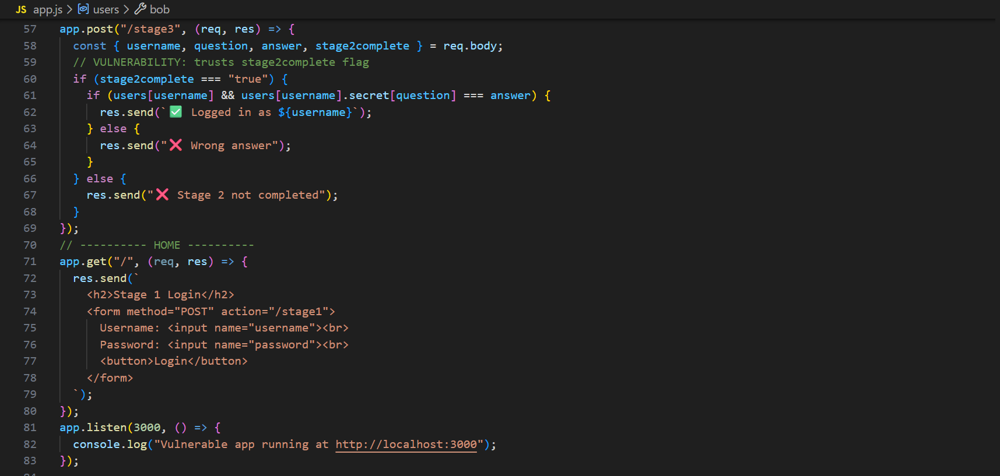 JS app.js > users > bob
57 app.post("/stage3", (req, res) => {
58 const { username, question, answer, stage2complete } = req.body;
59 // VULNERABILITY: trusts stage2complete flag
60 if (stage2complete === "true") {
61 if (users[username] && users[username].secret[question] === answer) {
62 res.send(`✅ Logged in as ${username}`);
63 } else {
64 res.send("❌ Wrong answer");
65 }
66 } else {
67 res.send("❌ Stage 2 not completed");
68 }
69 });
70 // ---------- HOME ----------
71 app.get("/", (req, res) => {
72 res.send(`
73 <h2>Stage 1 Login</h2>
74 <form method="POST" action="/stage1">
75 Username: <input name="username"><br>
76 Password: <input name="password"><br>
77 <button>Login</button>
78 </form>
79 `);
80 });
81 app.listen(3000, () => {
82 console.log("Vulnerable app running at http://localhost:3000");
83 });